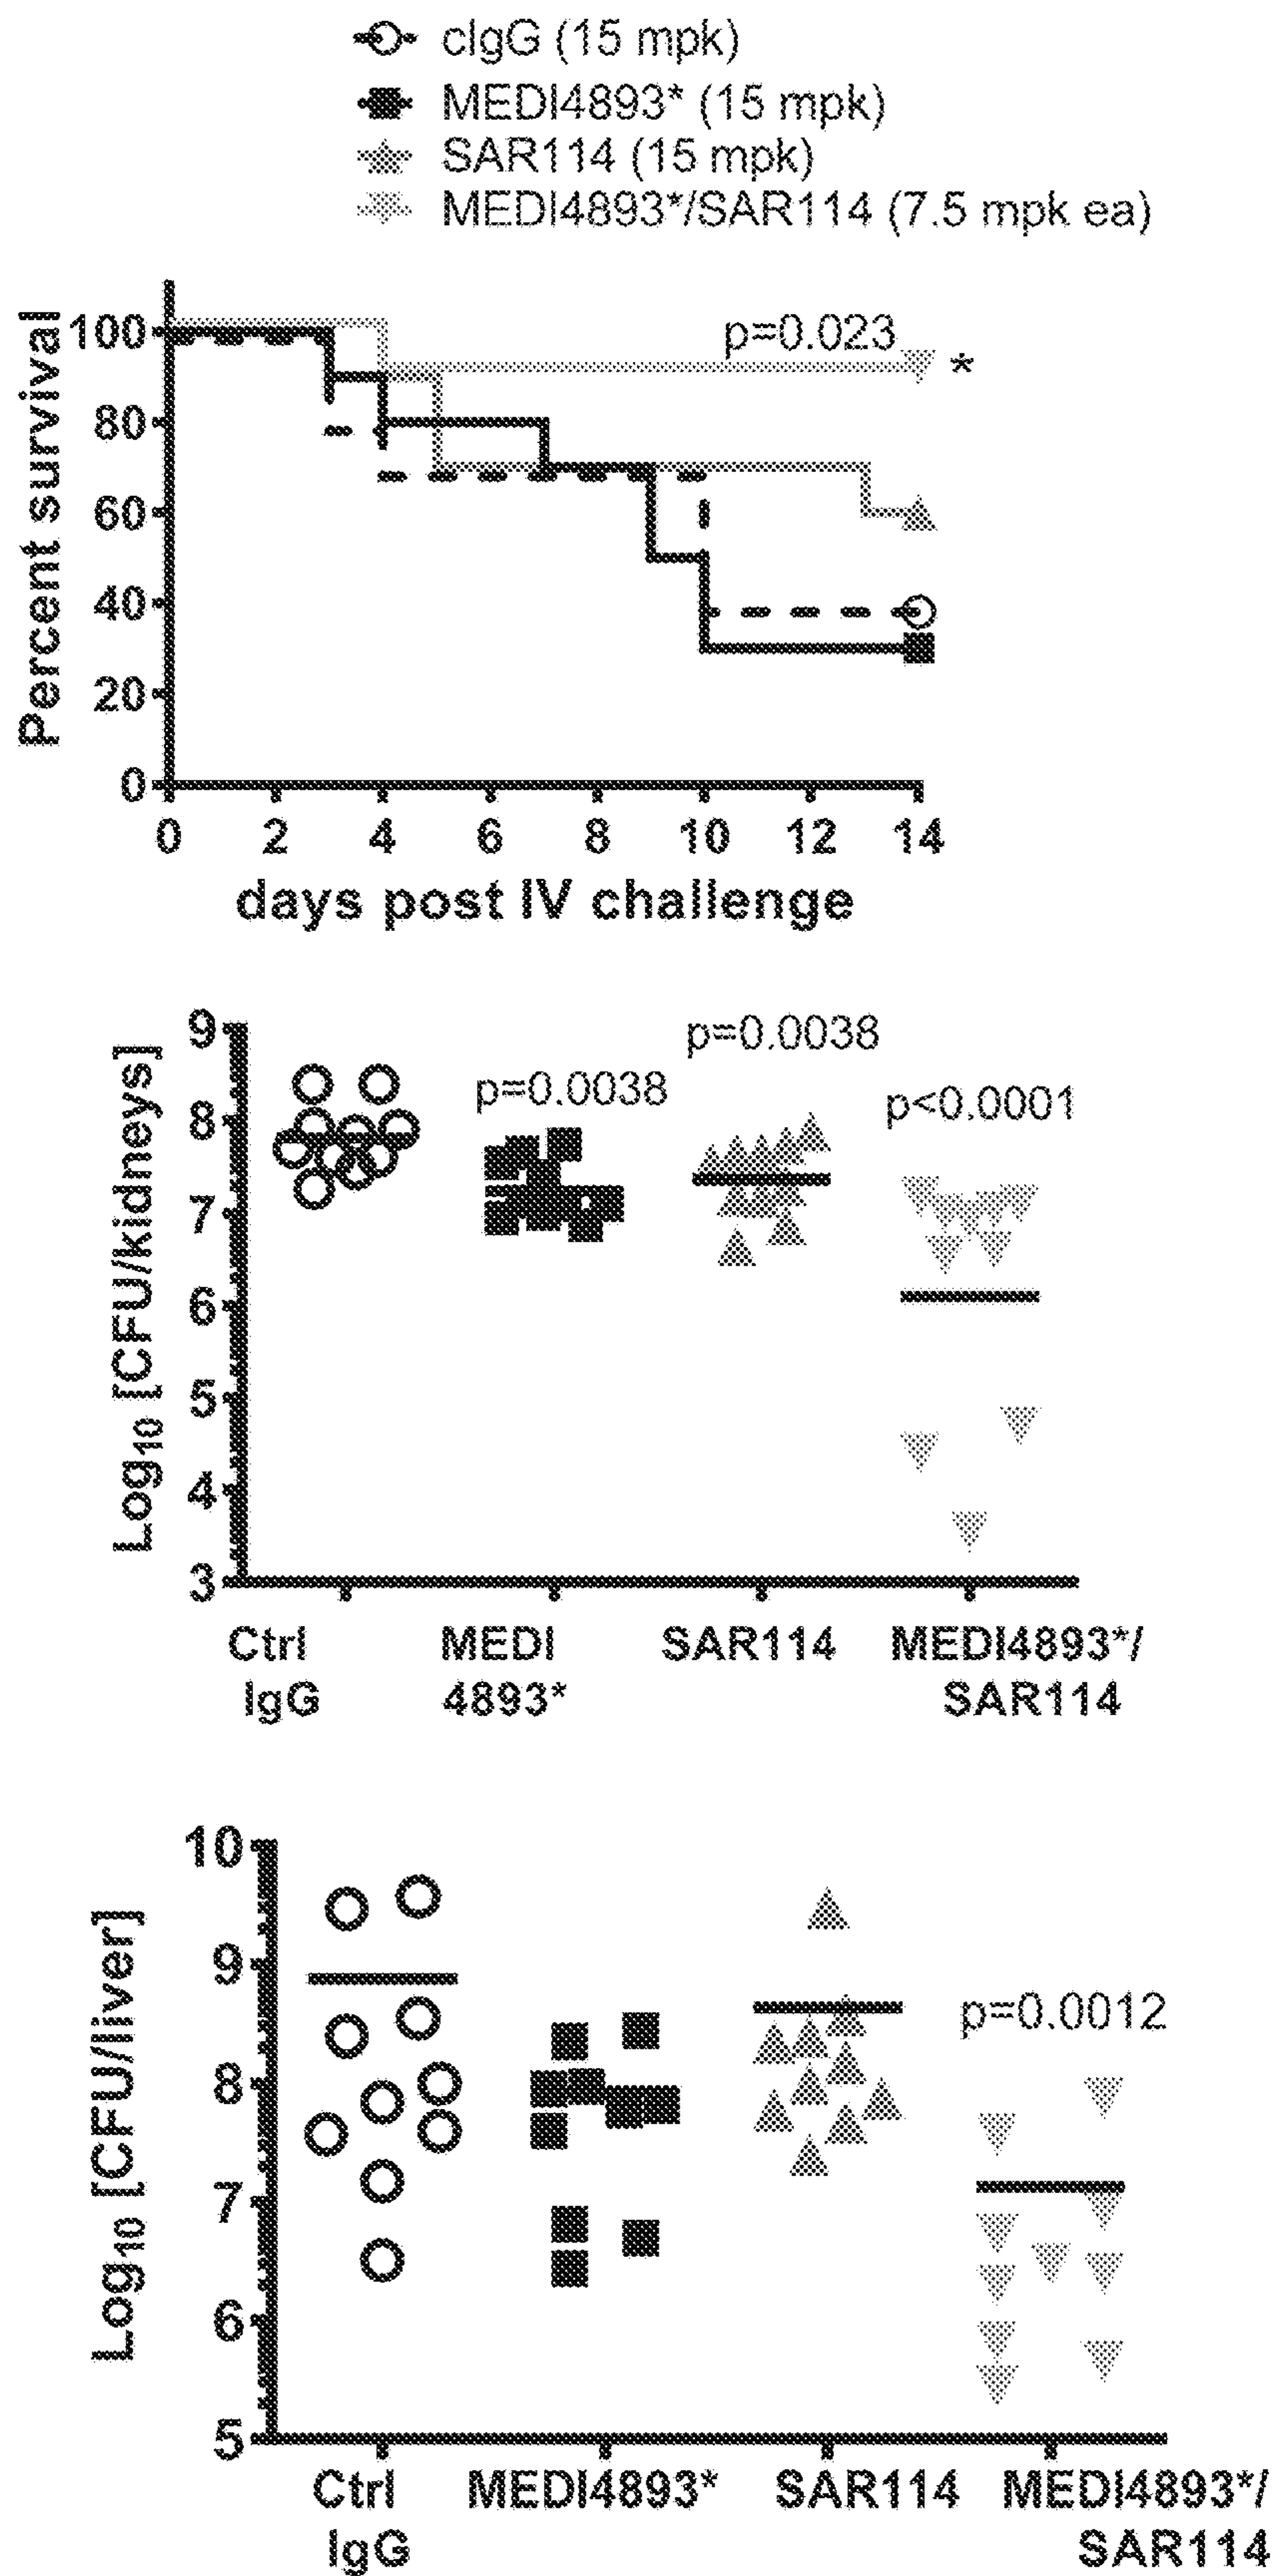 cIgG (15 mpk)
MEDI4893* (15 mpk)
SAR114 (15 mpk)
MEDI4893*/SAR114 (7.5 mpk ea)
Percent survival
100
80
60
40
20
0
p=0.023
*
0 2 4 6 8 10 12 14
days post IV challenge
Log10 [CFU/kidneys]
9
8
7
6
5
4
3
p=0.0038
p=0.0038
p<0.0001
Ctrl IgG
MEDI 4893*
SAR114
MEDI4893*/
SAR114
Log10 [CFU/liver]
10
9
8
7
6
5
p=0.0012
Ctrl IgG
MEDI4893*
SAR114
MEDI4893*/
SAR114